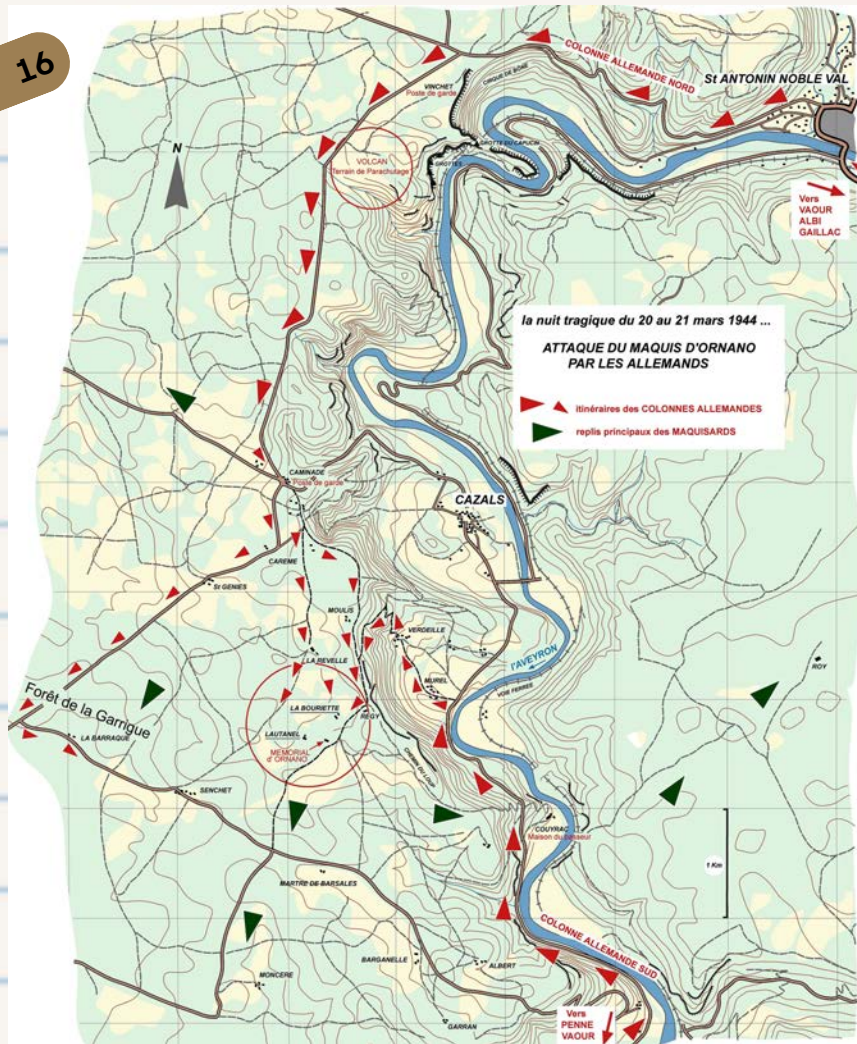 16
COLONNE ALLEMANDE NORD
St ANTONIN NOBLE VAL
CIRQUE DE BÔNE
VINCHET
Poste de garde
GROTTE DU CAPUCIN
GROTTES
N
VOLCAN
Terrain de Parachutage
Vers
VAOUR
ALBI
GAILLAC
la nuit tragique du 20 au 21 mars 1944 ...
ATTAQUE DU MAQUIS D'ORNANO
PAR LES ALLEMANDS
itinéraires des COLONNES ALLEMANDES
replis principaux des MAQUISARDS
CAMINADE
Poste de garde
CAZALS
CAREME
St GENIES
MOULIS
VERDEILLE
LA REVELLE
l'AVEYRON
ROY
MUREL
VOIE FERREE
Forêt de la Garrigue
LA BOURIETTE
REGY
LA BARRAQUE
LAUTANEL
MEMORIAL
d' ORNANO
CHEMIN DU LOUP
SENCHET
COUYRAC
1 Km
MARTRE DE BARSALES
COLONNE ALLEMANDE SUD
BARGANELLE
ALBERT
MONCERE
GARRAN
Vers
PENNE
VAOUR